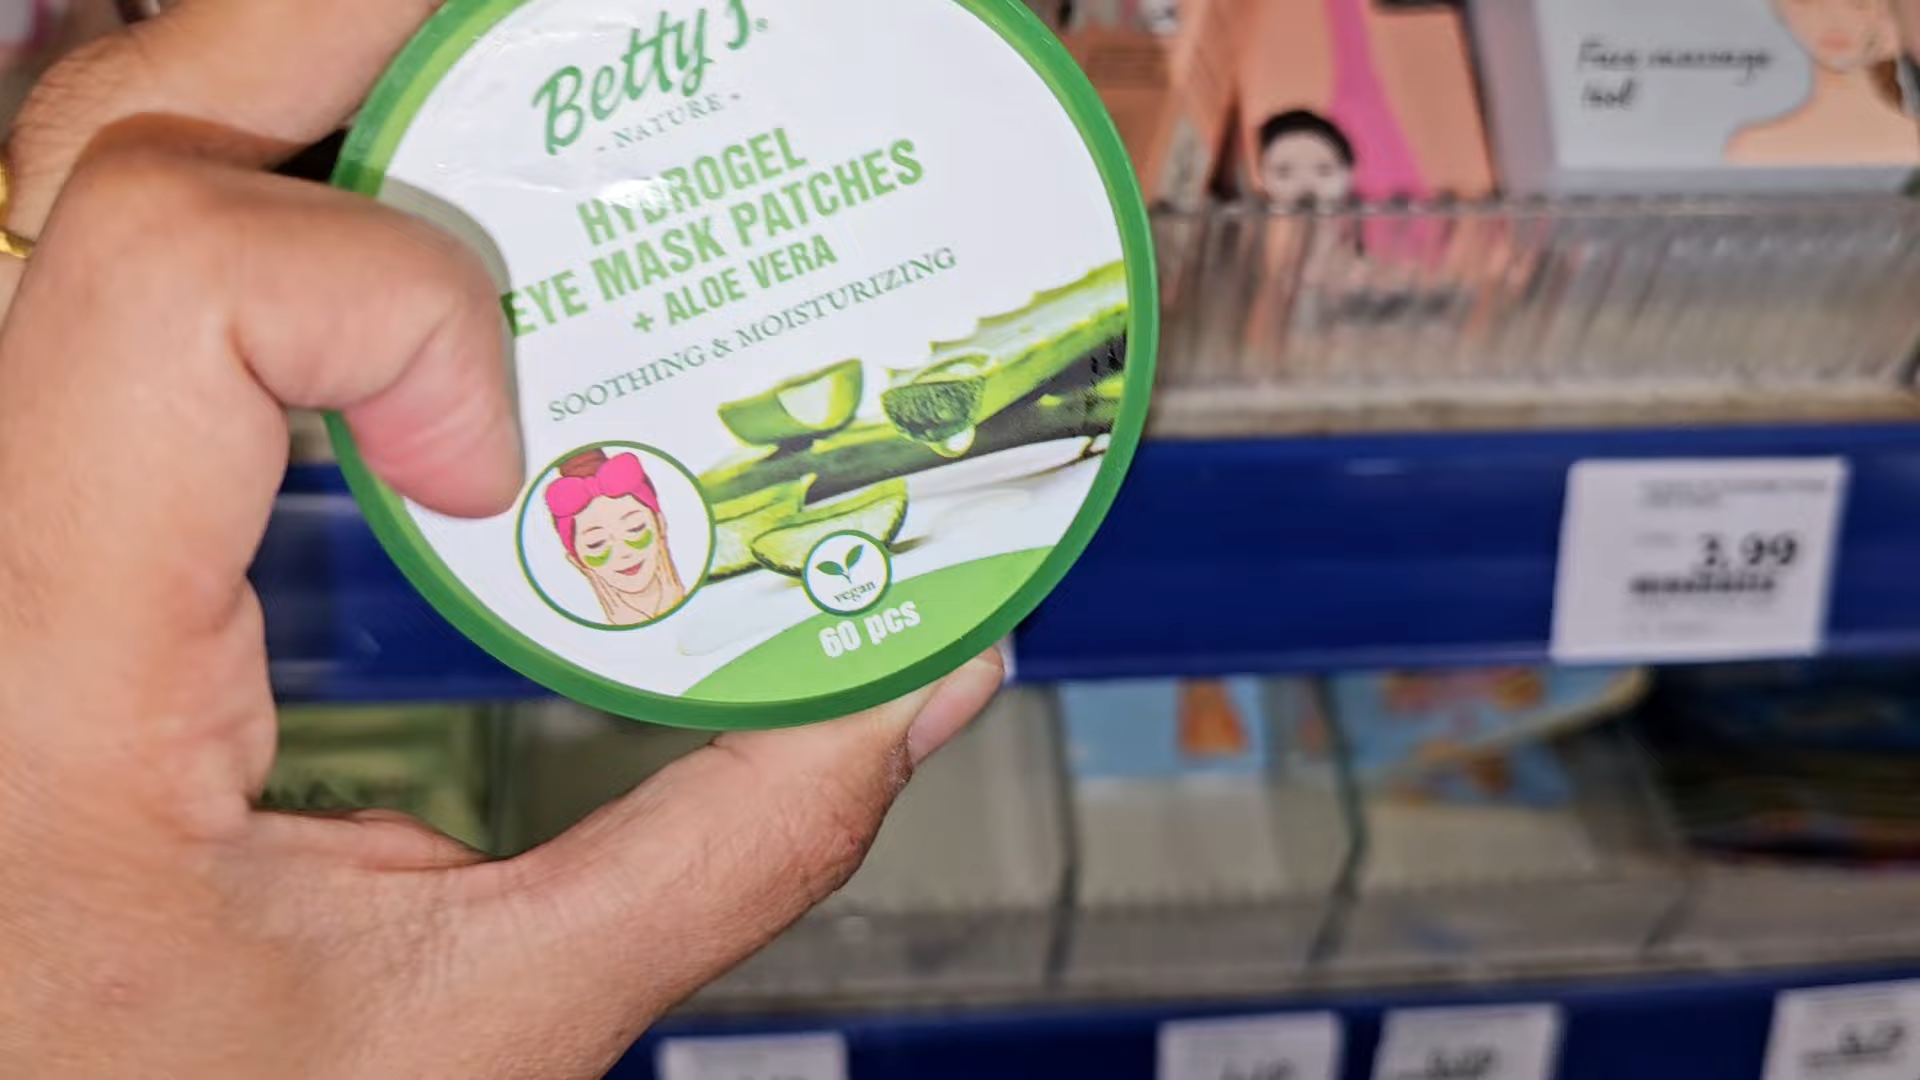 Betty's®
- NATURE -
HYDROGEL
EYE MASK PATCHES
+ ALOE VERA
SOOTHING & MOISTURIZING
vegan
60 pcs
Face massage
tool
3.99